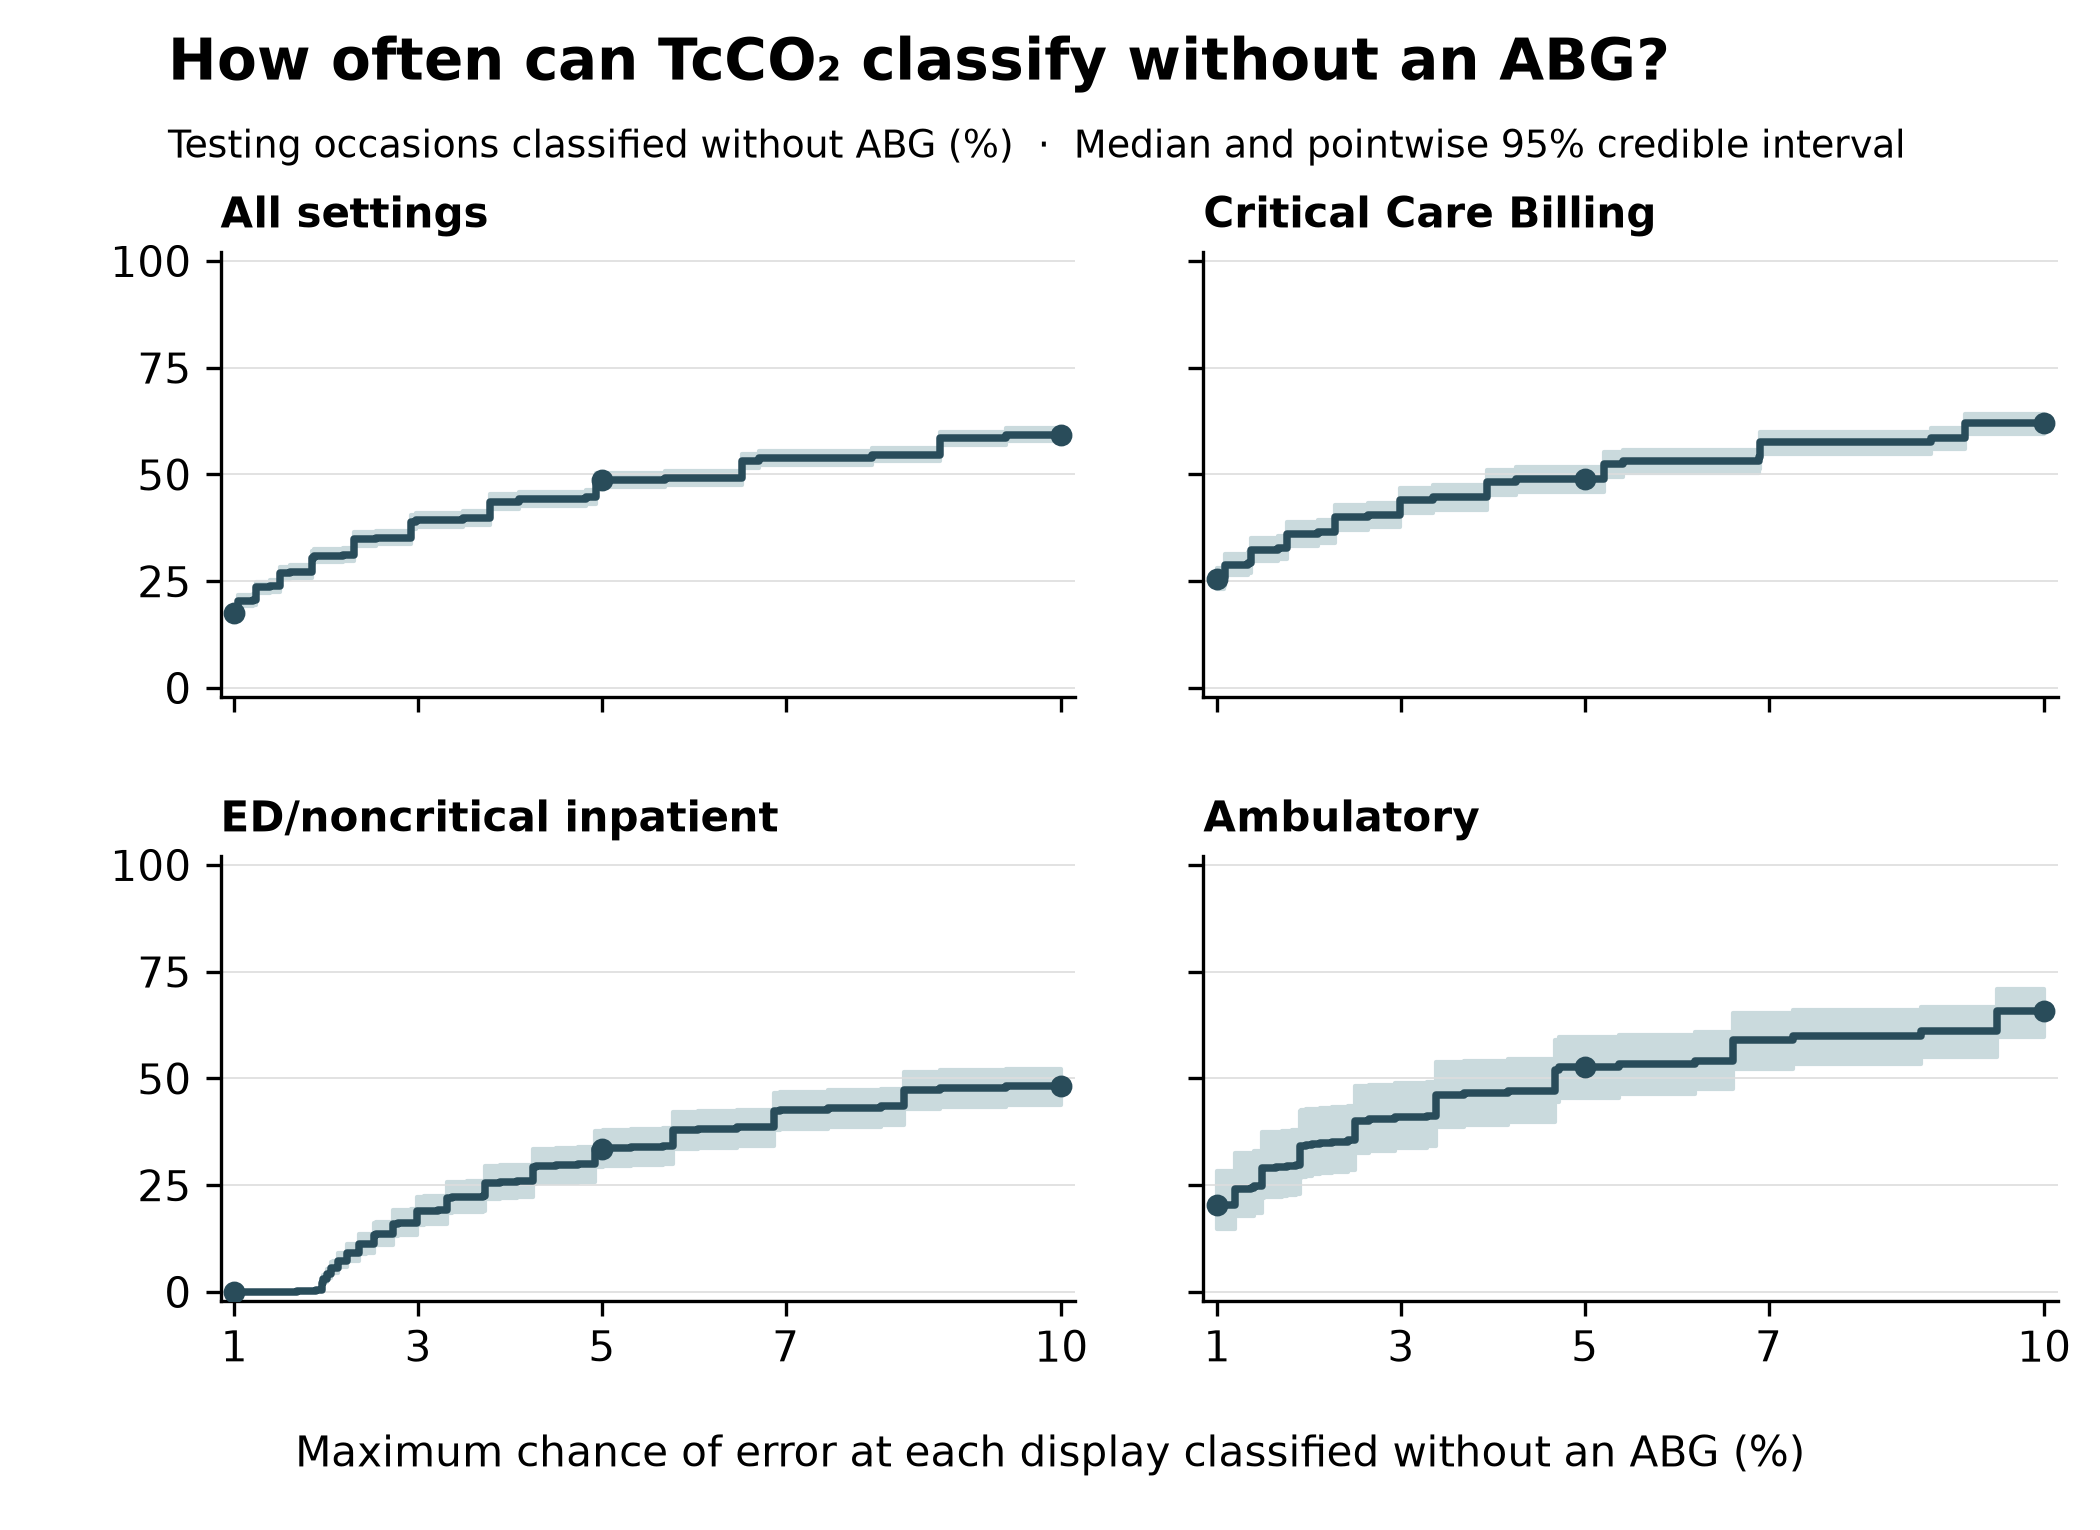 How often can TcCO₂ classify without an ABG?
Testing occasions classified without ABG (%) · Median and pointwise 95% credible interval
All settings
Critical Care Billing
100
75
50
25
0
ED/noncritical inpatient
Ambulatory
100
75
50
25
0
1 3 5 7 10
1 3 5 7 10
Maximum chance of error at each display classified without an ABG (%)